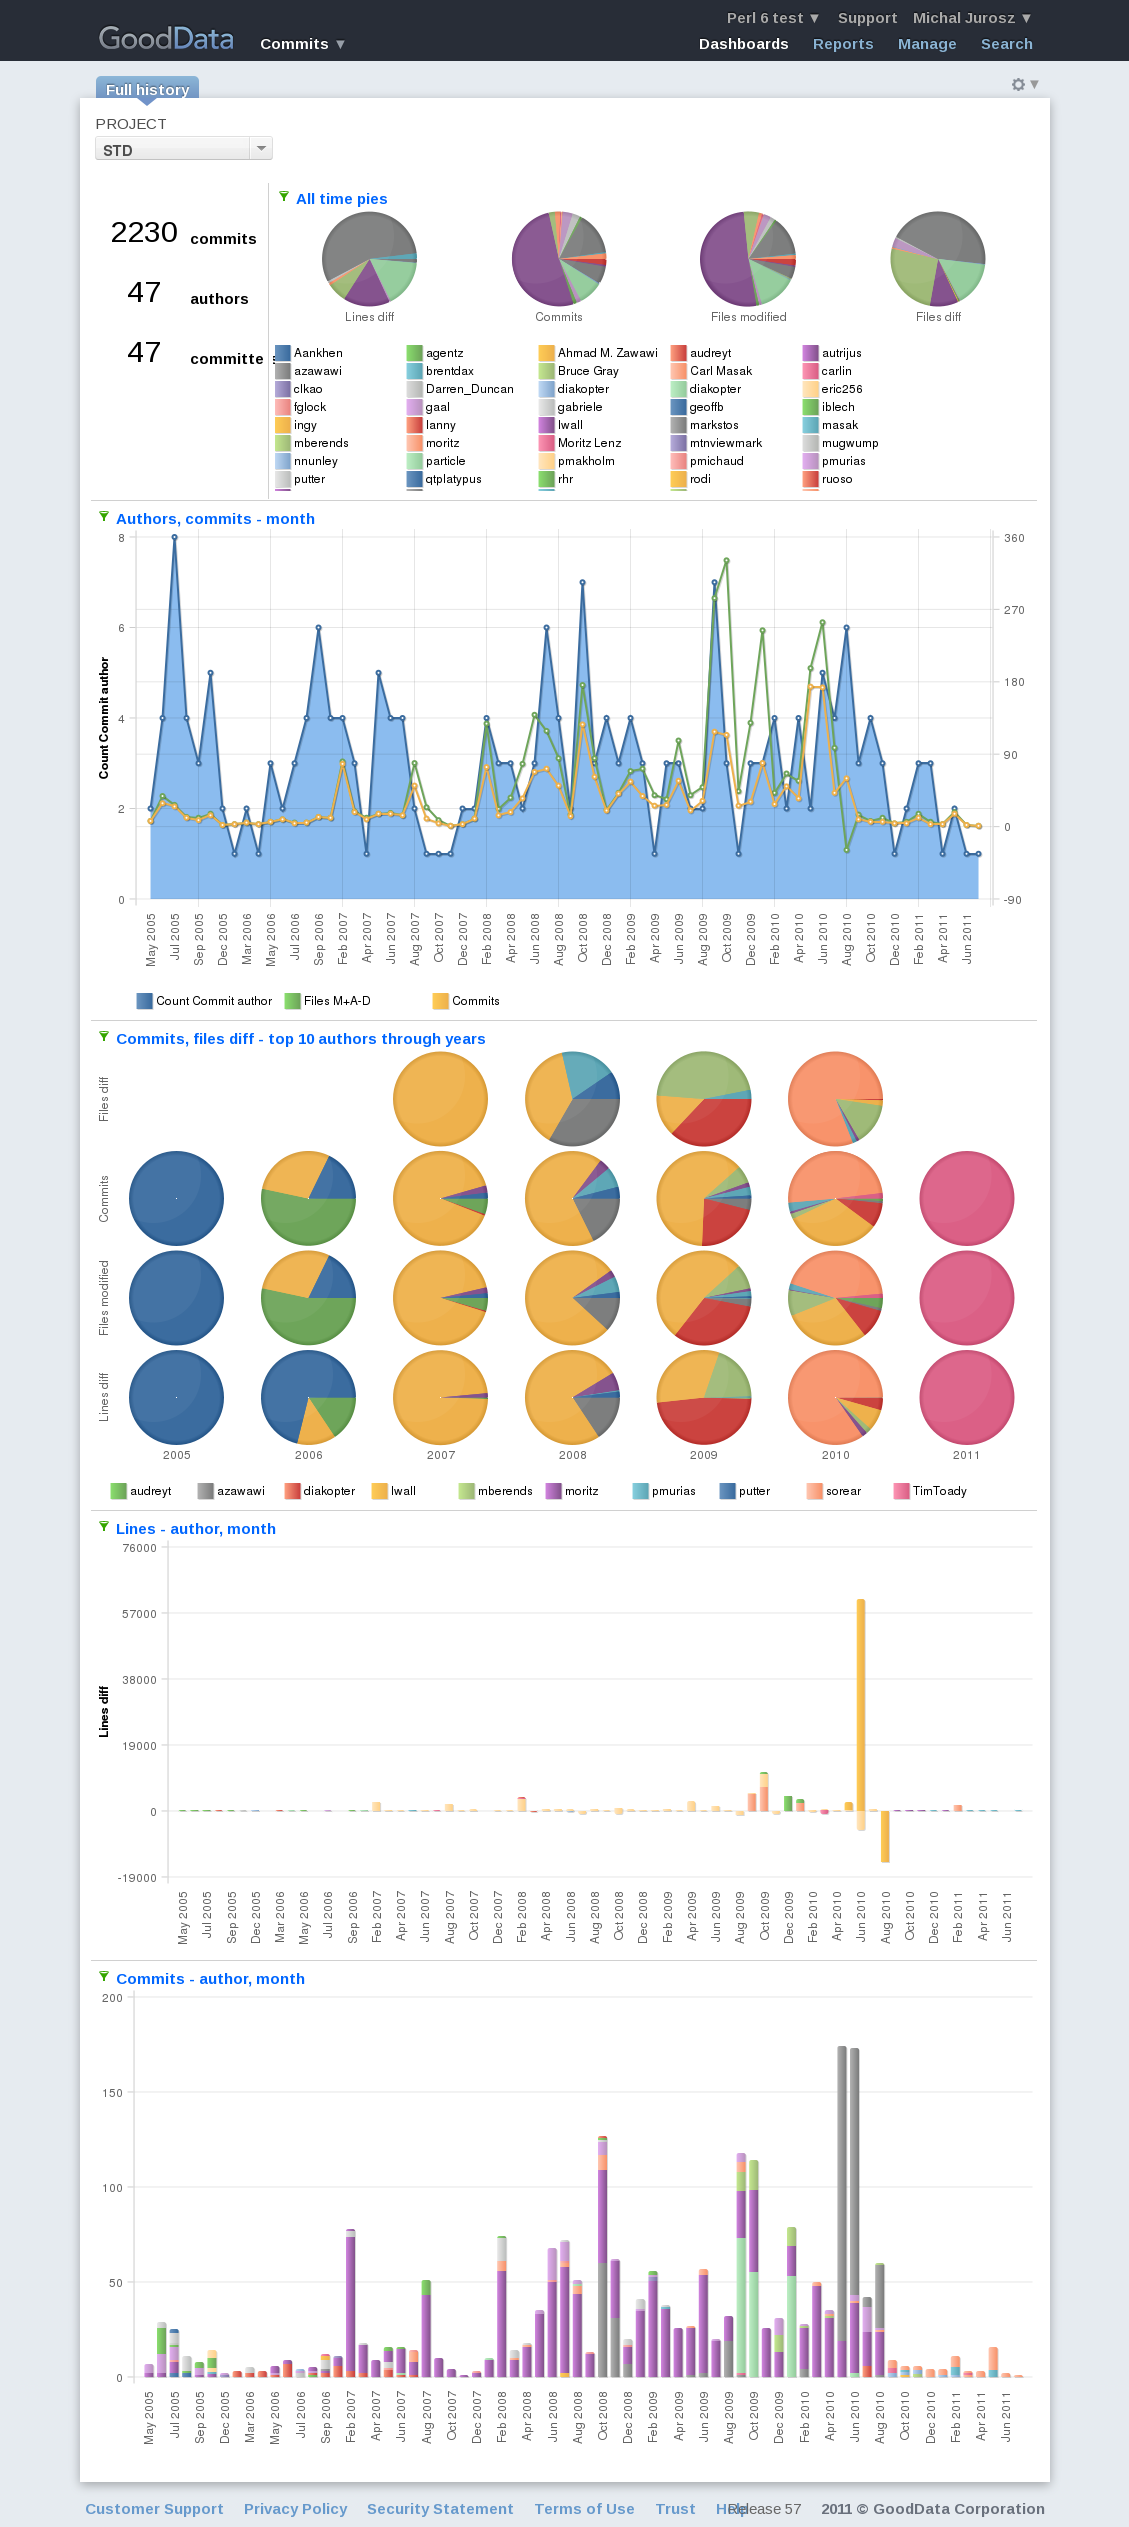 Perl 6 test ▼ Support Michal Jurosz ▼
GoodData Commits ▼ Dashboards Reports Manage Search
Full history
PROJECT
STD
2230 commits
47 authors
47 committe
All time pies
Lines diff Commits Files modified Files diff
Aankhen agentz Ahmad M. Zawawi audreyt autrijus
azawawi brentdax Bruce Gray Carl Masak carlin
clkao Darren_Duncan diakopter diakopter eric256
fglock gaal gabriele geoffb iblech
ingy lanny lwall markstos masak
mberends moritz Moritz Lenz mtnviewmark mugwump
nnunley particle pmakholm pmichaud pmurias
putter qtplatypus rhr rodi ruoso
Authors, commits - month
Count Commit author
8 360
6 270
4 180
2 90
0 0
-90
May 2005 Jul 2005 Sep 2005 Dec 2005 Mar 2006 May 2006 Jul 2006 Sep 2006 Feb 2007 Apr 2007 Jun 2007 Aug 2007 Oct 2007 Dec 2007 Feb 2008 Apr 2008 Jun 2008 Aug 2008 Oct 2008 Dec 2008 Feb 2009 Apr 2009 Jun 2009 Aug 2009 Oct 2009 Dec 2009 Feb 2010 Apr 2010 Jun 2010 Aug 2010 Oct 2010 Dec 2010 Feb 2011 Apr 2011 Jun 2011
Count Commit author Files M+A-D Commits
Commits, files diff - top 10 authors through years
Files diff
Commits
Files modified
Lines diff
2005 2006 2007 2008 2009 2010 2011
audreyt azawawi diakopter lwall mberends moritz pmurias putter sorear TimToady
Lines - author, month
Lines diff
76000
57000
38000
19000
0
-19000
May 2005 Jul 2005 Sep 2005 Dec 2005 Mar 2006 May 2006 Jul 2006 Sep 2006 Feb 2007 Apr 2007 Jun 2007 Aug 2007 Oct 2007 Dec 2007 Feb 2008 Apr 2008 Jun 2008 Aug 2008 Oct 2008 Dec 2008 Feb 2009 Apr 2009 Jun 2009 Aug 2009 Oct 2009 Dec 2009 Feb 2010 Apr 2010 Jun 2010 Aug 2010 Oct 2010 Dec 2010 Feb 2011 Apr 2011 Jun 2011
Commits - author, month
200
150
100
50
0
May 2005 Jul 2005 Sep 2005 Dec 2005 Mar 2006 May 2006 Jul 2006 Sep 2006 Feb 2007 Apr 2007 Jun 2007 Aug 2007 Oct 2007 Dec 2007 Feb 2008 Apr 2008 Jun 2008 Aug 2008 Oct 2008 Dec 2008 Feb 2009 Apr 2009 Jun 2009 Aug 2009 Oct 2009 Dec 2009 Feb 2010 Apr 2010 Jun 2010 Aug 2010 Oct 2010 Dec 2010 Feb 2011 Apr 2011 Jun 2011
Customer Support Privacy Policy Security Statement Terms of Use Trust Help Release 57 2011 © GoodData Corporation